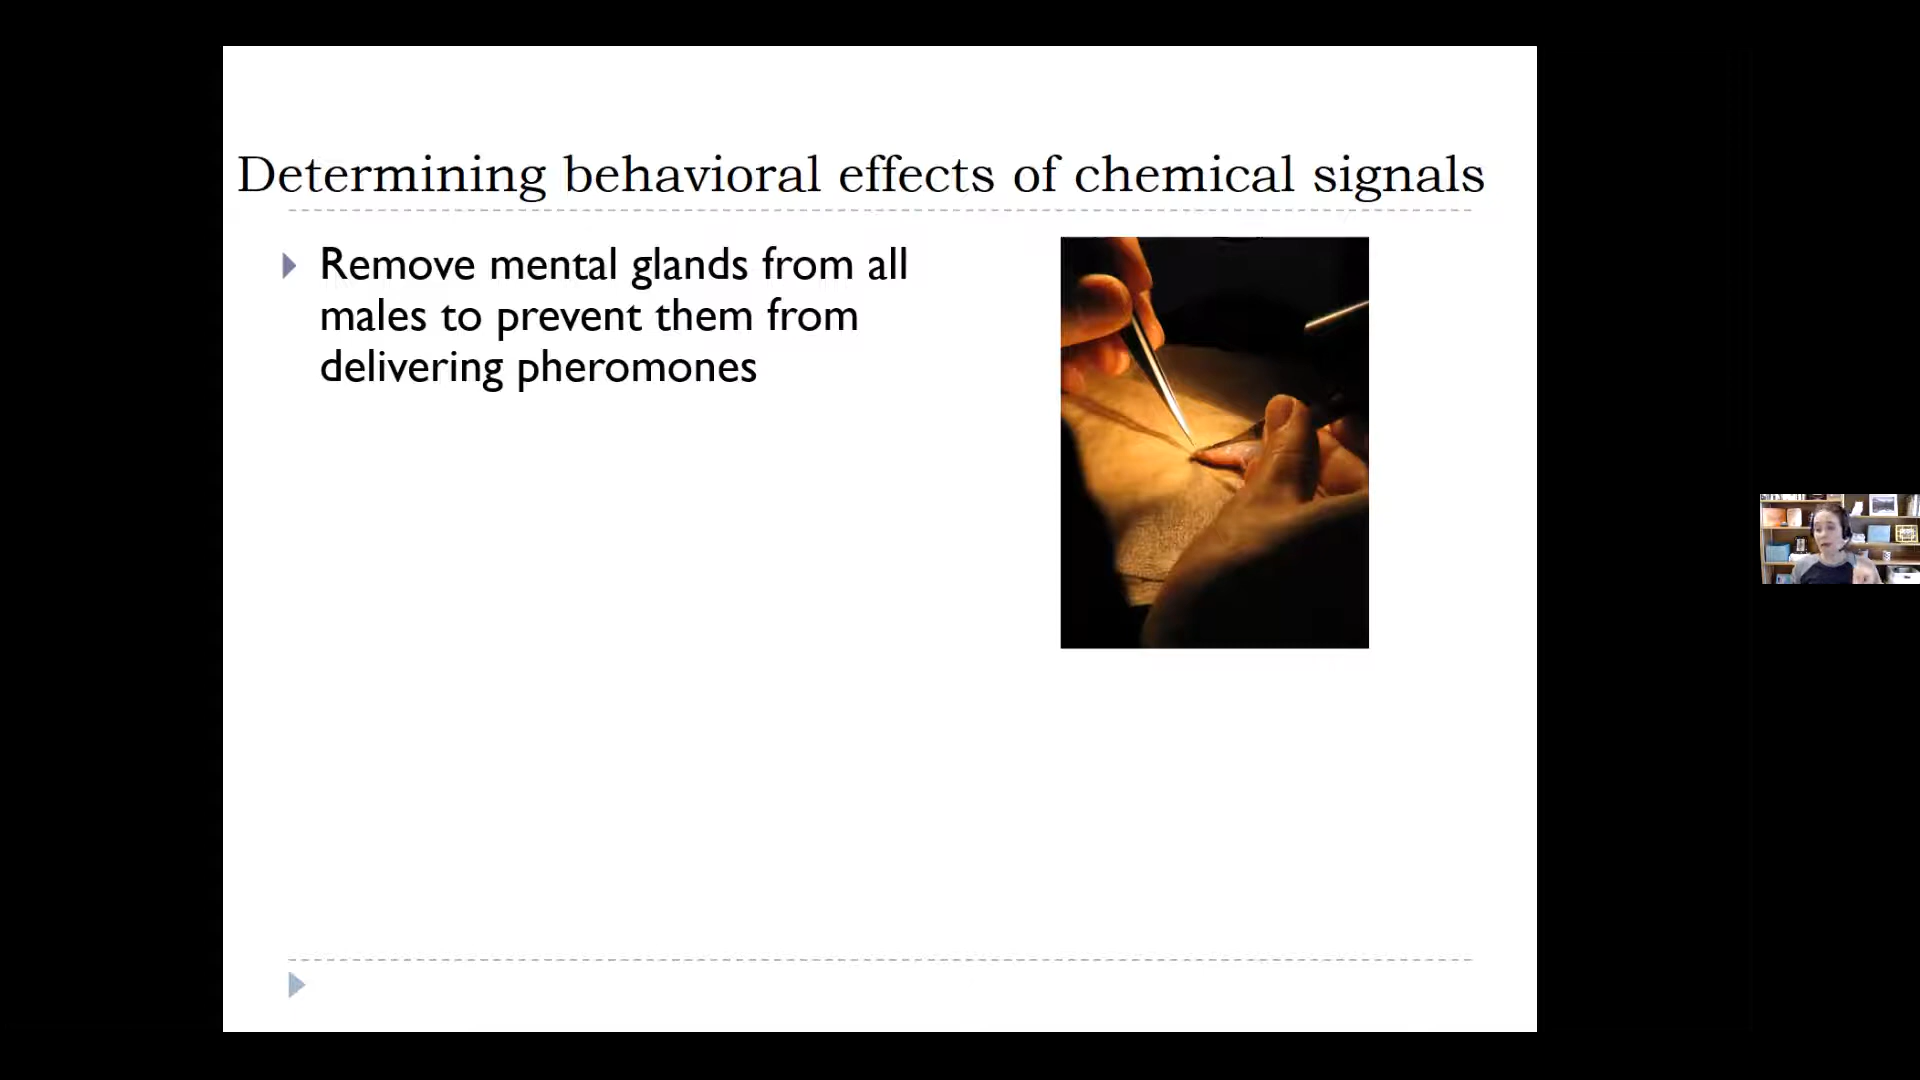 Determining behavioral effects of chemical signals
Remove mental glands from all
males to prevent them from
delivering pheromones